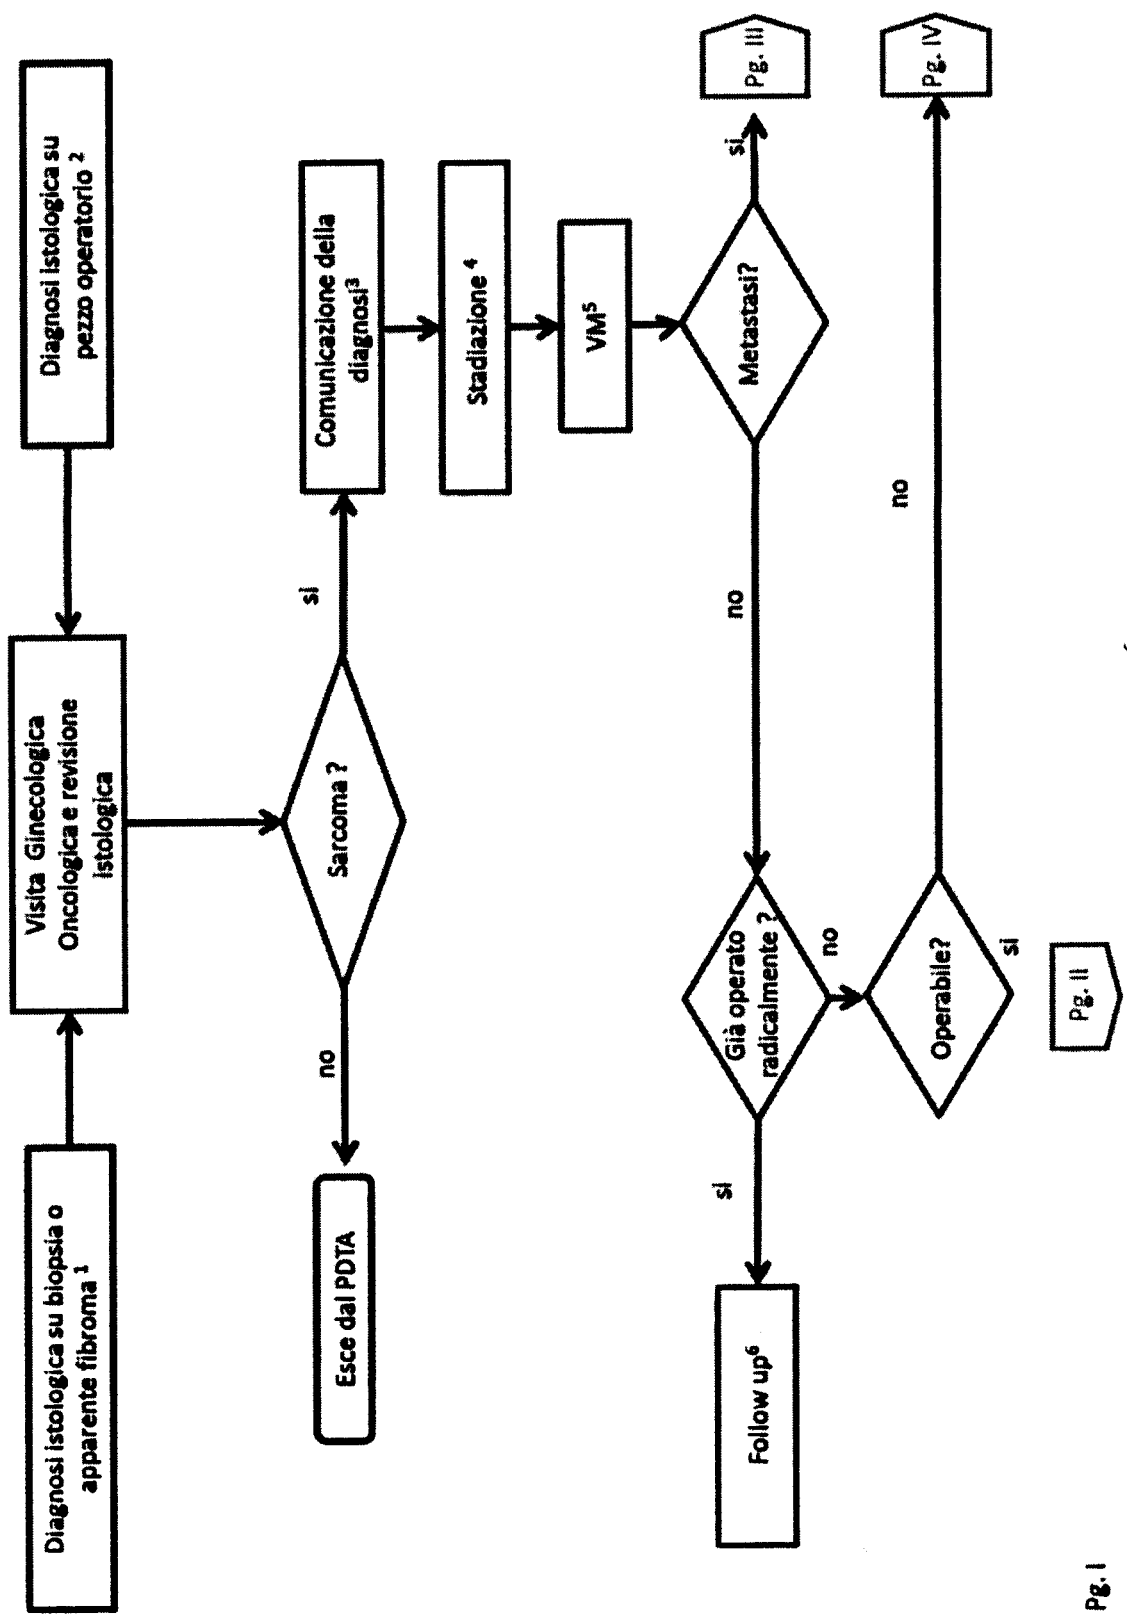 Diagnosi istologica su biopsia o
apparente fibroma 1
Visita Ginecologica
Oncologica e revisione
istologica
Diagnosi istologica su
pezzo operatorio 2
Sarcoma ?
no
si
Esce dal PDTA
Comunicazione della
diagnosi3
Stadiazione 4
VM5
Metastasi?
si
Pg. III
no
Già operato
radicalmente ?
si
Follow up6
no
Operabile?
no
Pg. IV
si
Pg. II
Pg. I